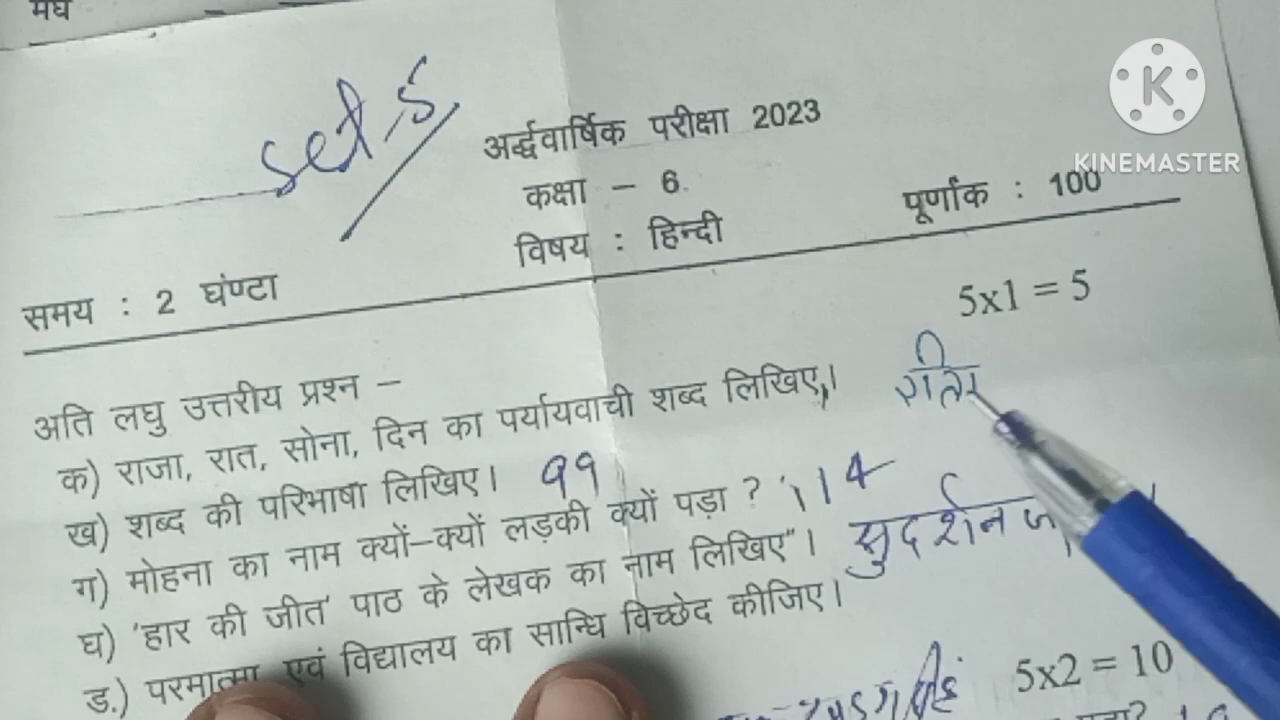 मघ
set 5
अर्द्धवार्षिक परीक्षा 2023
कक्षा – 6
विषय : हिन्दी
समय : 2 घंण्टा पूर्णांक : 100
5x1 = 5
अति लघु उत्तरीय प्रश्न –
क) राजा, रात, सोना, दिन का पर्यायवाची शब्द लिखिए,।
ख) शब्द की परिभाषा लिखिए। 99
ग) मोहना का नाम क्यों–क्यों लड़की क्यों पड़ा ? 114
घ) 'हार की जीत' पाठ के लेखक का नाम लिखिए"। सुदर्शन
ड.) परमात्मा एवं विद्यालय का सान्धि विच्छेद कीजिए।
5x2 = 10
KINEMASTER